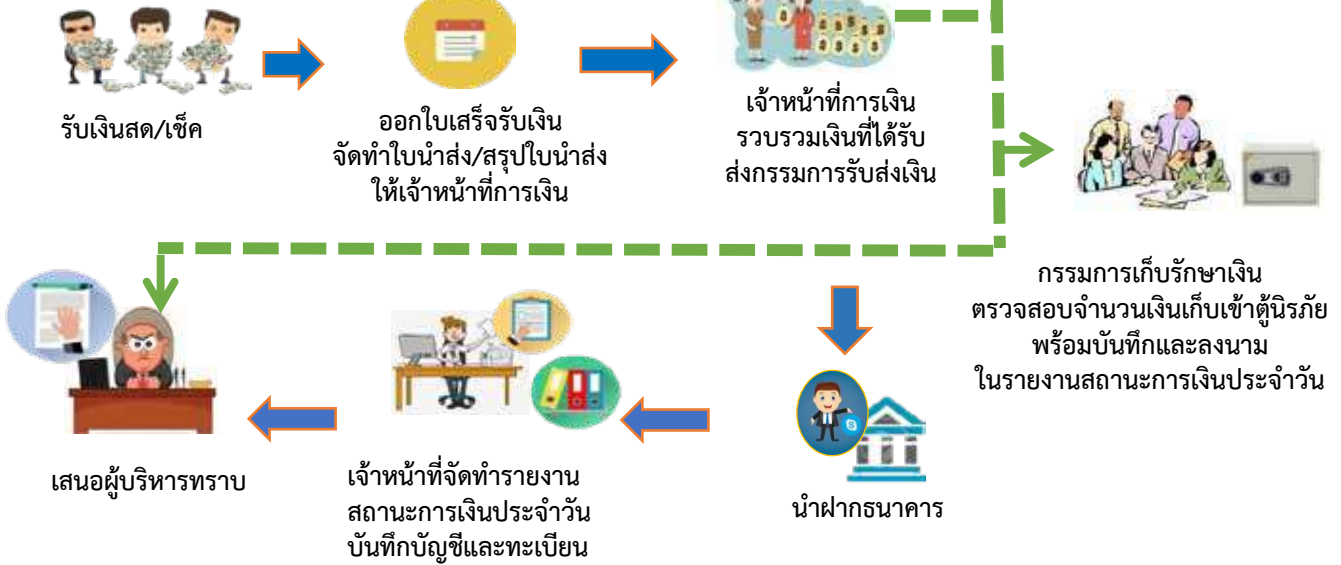 รับเงินสด/เช็ค
ออกใบเสร็จรับเงิน
จัดทำใบนำส่ง/สรุปใบนำส่ง
ให้เจ้าหน้าที่การเงิน
เจ้าหน้าที่การเงิน
รวบรวมเงินที่ได้รับ
ส่งกรรมการรับส่งเงิน
กรรมการเก็บรักษาเงิน
ตรวจสอบจำนวนเงินเก็บเข้าตู้นิรภัย
พร้อมบันทึกและลงนาม
ในรายงานสถานะการเงินประจำวัน
นำฝากธนาคาร
เจ้าหน้าที่จัดทำรายงาน
สถานะการเงินประจำวัน
บันทึกบัญชีและทะเบียน
เสนอผู้บริหารทราบ